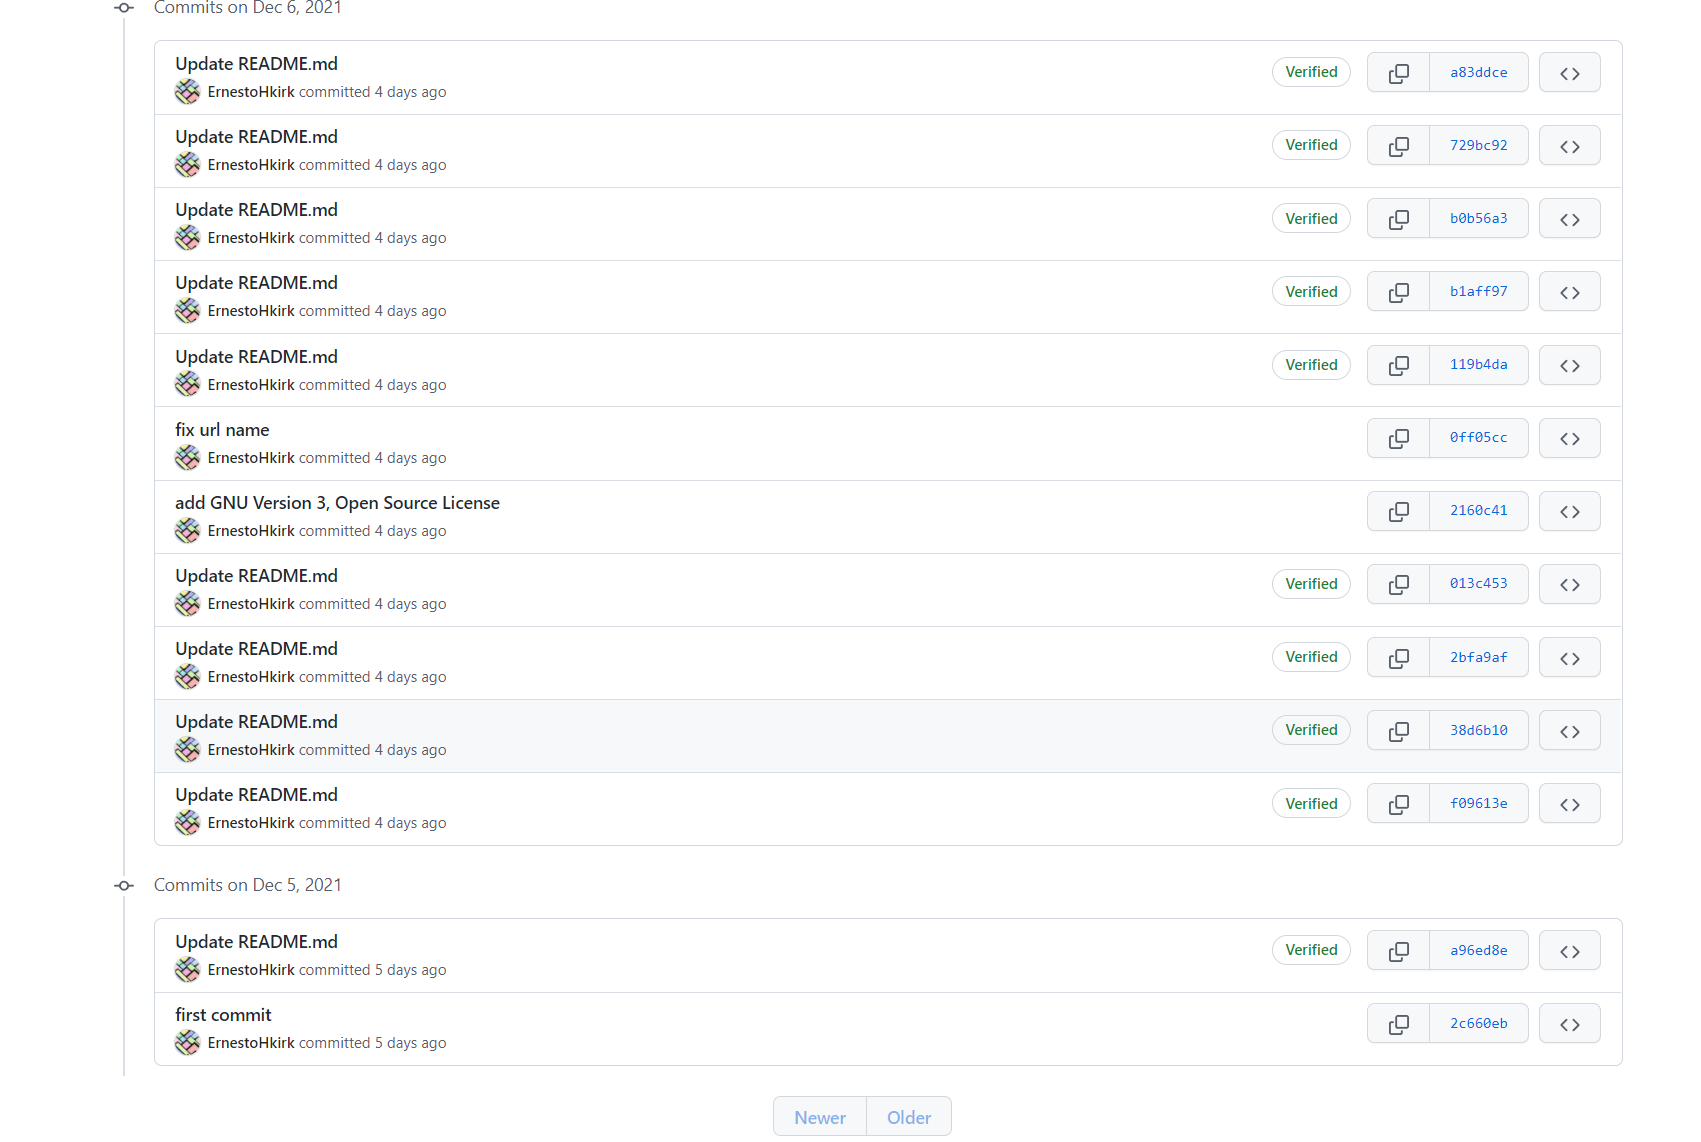 Commits on Dec 6, 2021
Update README.md
Verified a83ddce
ErnestoHkirk committed 4 days ago
Update README.md
Verified 729bc92
ErnestoHkirk committed 4 days ago
Update README.md
Verified b0b56a3
ErnestoHkirk committed 4 days ago
Update README.md
Verified b1aff97
ErnestoHkirk committed 4 days ago
Update README.md
Verified 119b4da
ErnestoHkirk committed 4 days ago
fix url name
0ff05cc
ErnestoHkirk committed 4 days ago
add GNU Version 3, Open Source License
2160c41
ErnestoHkirk committed 4 days ago
Update README.md
Verified 013c453
ErnestoHkirk committed 4 days ago
Update README.md
Verified 2bfa9af
ErnestoHkirk committed 4 days ago
Update README.md
Verified 38d6b10
ErnestoHkirk committed 4 days ago
Update README.md
Verified f09613e
ErnestoHkirk committed 4 days ago
Commits on Dec 5, 2021
Update README.md
Verified a96ed8e
ErnestoHkirk committed 5 days ago
first commit
2c660eb
ErnestoHkirk committed 5 days ago
Newer Older